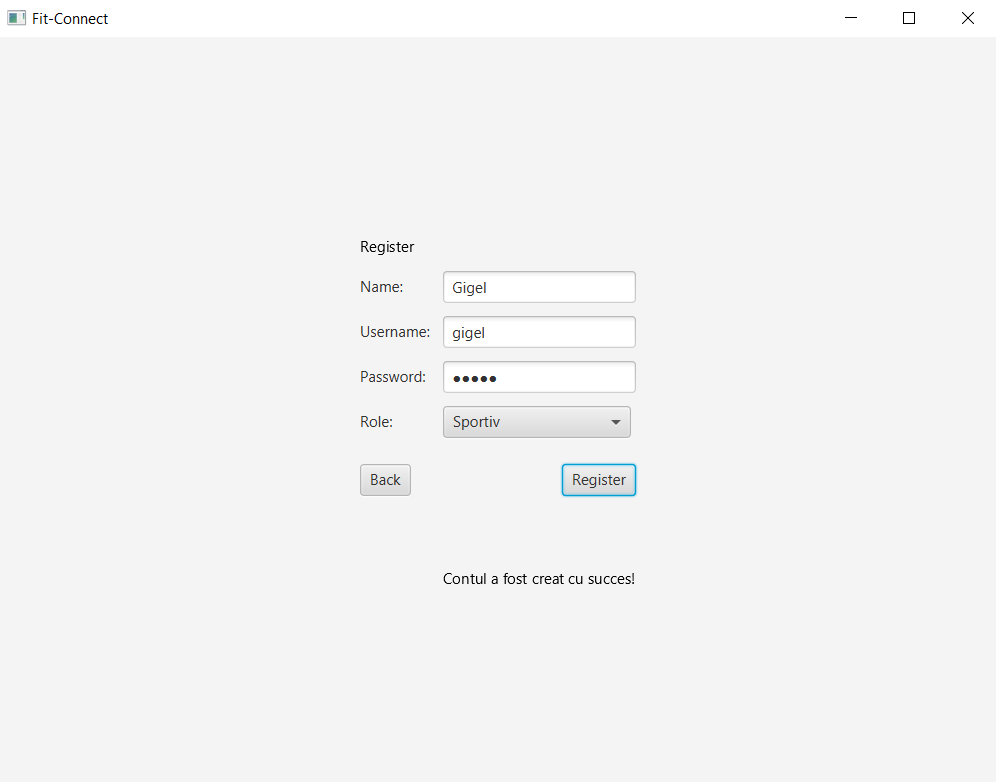 Fit-Connect
Register
Name: Gigel
Username: gigel
Password: •••••
Role: Sportiv
Back Register
Contul a fost creat cu succes!